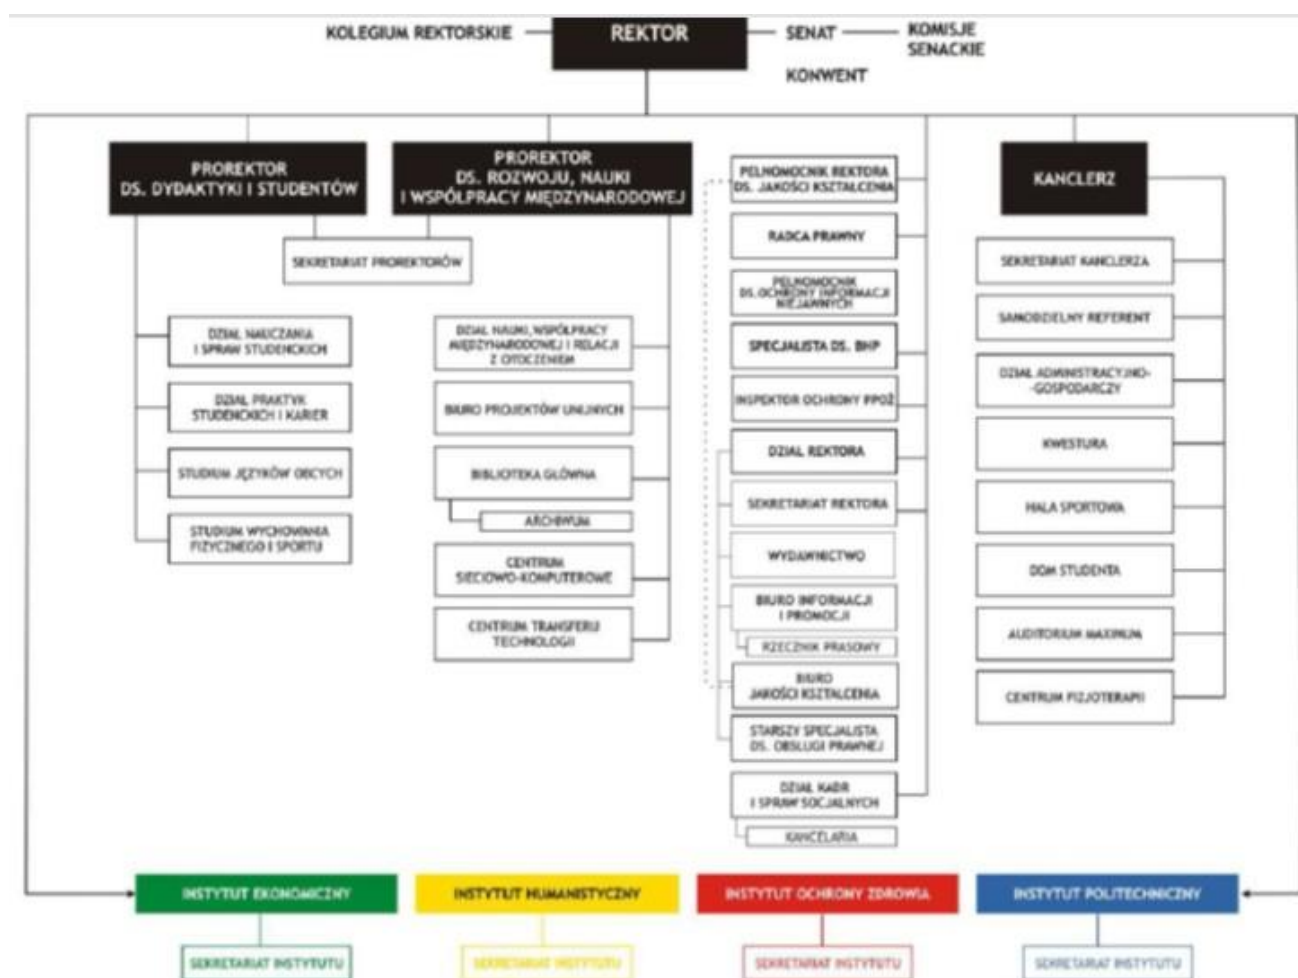 KOLEGIUM REKTORSKIE
REKTOR
SENAT
KOMISJE
SENACKIE
KONWENT
PROREKTOR
DS. DYDAKTYKI I STUDENTÓW
PROREKTOR
DS. ROZWOJU, NAUKI
I WSPÓŁPRACY MIĘDZYNARODOWEJ
SEKRETARIAT PROREKTORÓW
DZIAŁ NAUCZANIA
I SPRAW STUDENCKICH
DZIAŁ PRAKTYK
STUDENCKICH I KARIER
STUDIUM JĘZYKÓW OBCYCH
STUDIUM WYCHOWANIA
FIZYCZNEGO I SPORTU
DZIAŁ NAUKI, WSPÓŁPRACY
MIĘDZYNARODOWEJ I RELACJI
Z OTOCZENIEM
BIURO PROJEKTÓW UNIJNYCH
BIBLIOTEKA GŁÓWNA
ARCHIWUM
CENTRUM
SIECIOWO-KOMPUTEROWE
CENTRUM TRANSFERU
TECHNOLOGII
PEŁNOMOCNIK REKTORA
DS. JAKOŚCI KSZTAŁCENIA
RADCA PRAWNY
PEŁNOMOCNIK
DS. OCHRONY INFORMACJI
NIEJAWNYCH
SPECJALISTA DS. BHP
INSPEKTOR OCHRONY PPOŻ
DZIAŁ REKTORA
SEKRETARIAT REKTORA
WYDAWNICTWO
BIURO INFORMACJI
I PROMOCJI
RZECZNIK PRASOWY
BIURO
JAKOŚCI KSZTAŁCENIA
STARSZY SPECJALISTA
DS. OBSŁUGI PRAWNEJ
DZIAŁ KADR
I SPRAW SOCJALNYCH
KANCELARIA
KANCLERZ
SEKRETARIAT KANCLERZA
SAMODZIELNY REFERENT
DZIAŁ ADMINISTRACYJNO-
-GOSPODARCZY
KWESTURA
HALA SPORTOWA
DOM STUDENTA
AUDITORIUM MAXIMUM
CENTRUM FIZJOTERAPII
INSTYTUT EKONOMICZNY
INSTYTUT HUMANISTYCZNY
INSTYTUT OCHRONY ZDROWIA
INSTYTUT POLITECHNICZNY
SEKRETARIAT INSTYTUTU
SEKRETARIAT INSTYTUTU
SEKRETARIAT INSTYTUTU
SEKRETARIAT INSTYTUTU